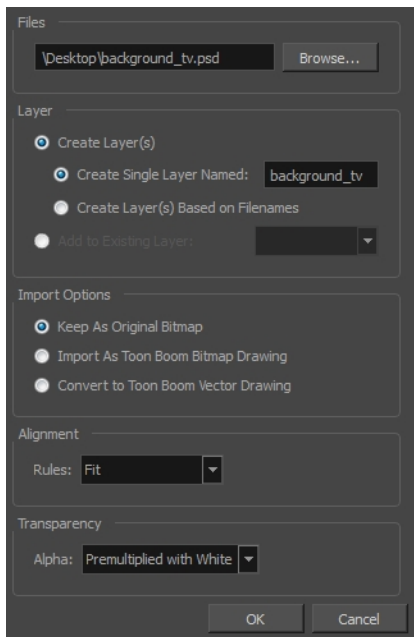 Files
\Desktop\background_tv.psd Browse...
Layer
Create Layer(s)
Create Single Layer Named: background_tv
Create Layer(s) Based on Filenames
Add to Existing Layer:
Import Options
Keep As Original Bitmap
Import As Toon Boom Bitmap Drawing
Convert to Toon Boom Vector Drawing
Alignment
Rules: Fit
Transparency
Alpha: Premultiplied with White
OK Cancel